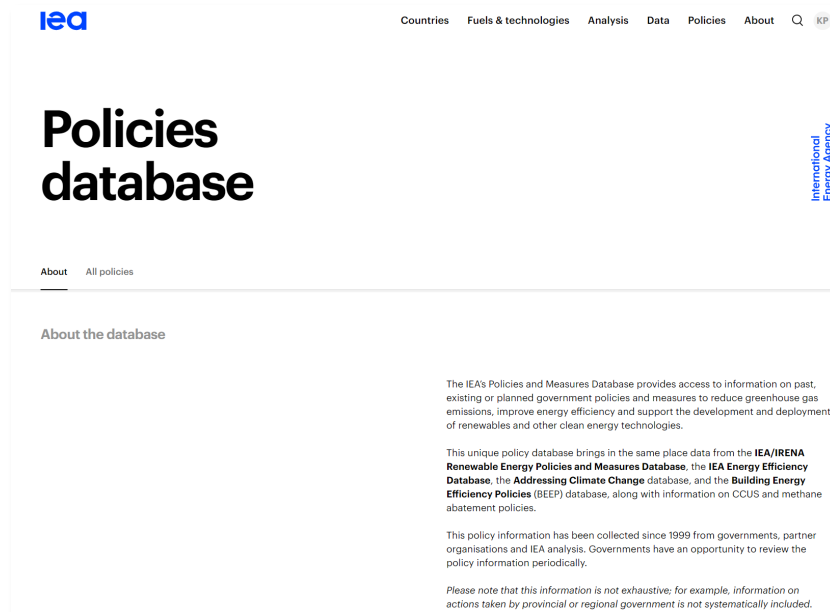 iea
Countries Fuels & technologies Analysis Data Policies About KP
Policies
database
International
Energy Agency
About All policies
About the database
The IEA's Policies and Measures Database provides access to information on past,
existing or planned government policies and measures to reduce greenhouse gas
emissions, improve energy efficiency and support the development and deployment
of renewables and other clean energy technologies.
This unique policy database brings in the same place data from the IEA/IRENA
Renewable Energy Policies and Measures Database, the IEA Energy Efficiency
Database, the Addressing Climate Change database, and the Building Energy
Efficiency Policies (BEEP) database, along with information on CCUS and methane
abatement policies.
This policy information has been collected since 1999 from governments, partner
organisations and IEA analysis. Governments have an opportunity to review the
policy information periodically.
Please note that this information is not exhaustive; for example, information on
actions taken by provincial or regional government is not systematically included.